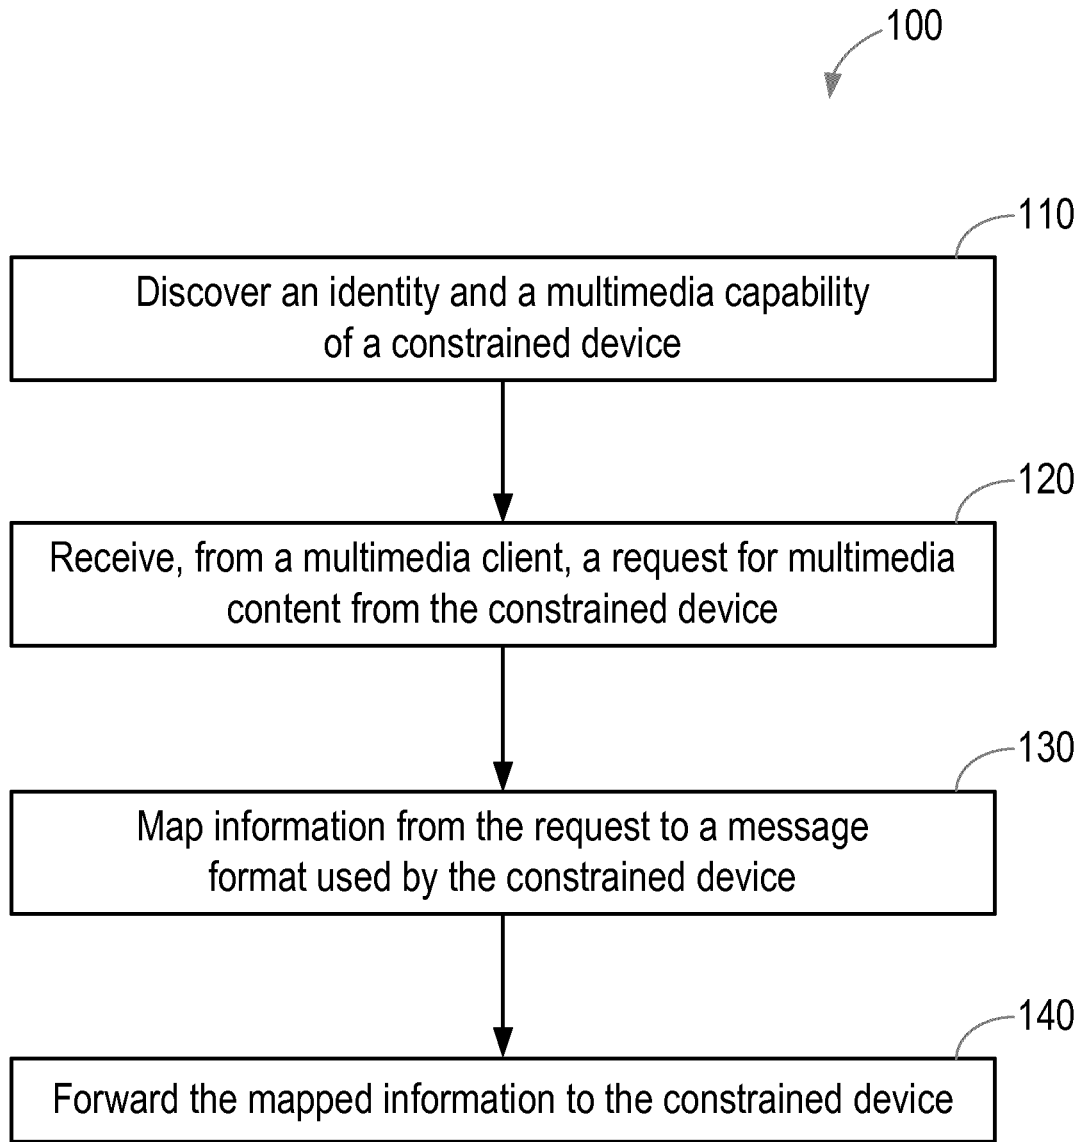 100
110
Discover an identity and a multimedia capability
of a constrained device
120
Receive, from a multimedia client, a request for multimedia
content from the constrained device
130
Map information from the request to a message
format used by the constrained device
140
Forward the mapped information to the constrained device